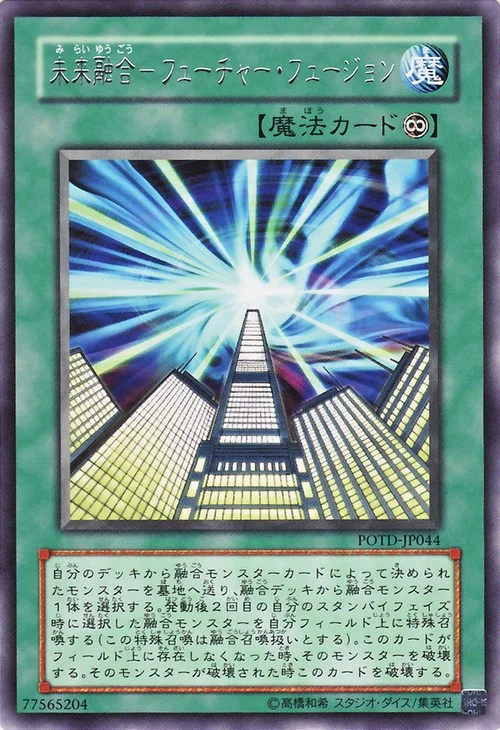 未来融合－フューチャー・フュージョン 魔
【魔法カード∞】
POTD-JP044
自分のデッキから融合モンスターカードによって決められ
たモンスターを墓地へ送り、融合デッキから融合モンスター
1体を選択する。発動後2回目の自分のスタンバイフェイズ
時に選択した融合モンスターを自分フィールド上に特殊召
喚する(この特殊召喚は融合召喚扱いとする)。このカードが
フィールド上に存在しなくなった時、そのモンスターを破壊
する。そのモンスターが破壊された時このカードを破壊する。
77565204 ©高橋和希 スタジオ・ダイス/集英社